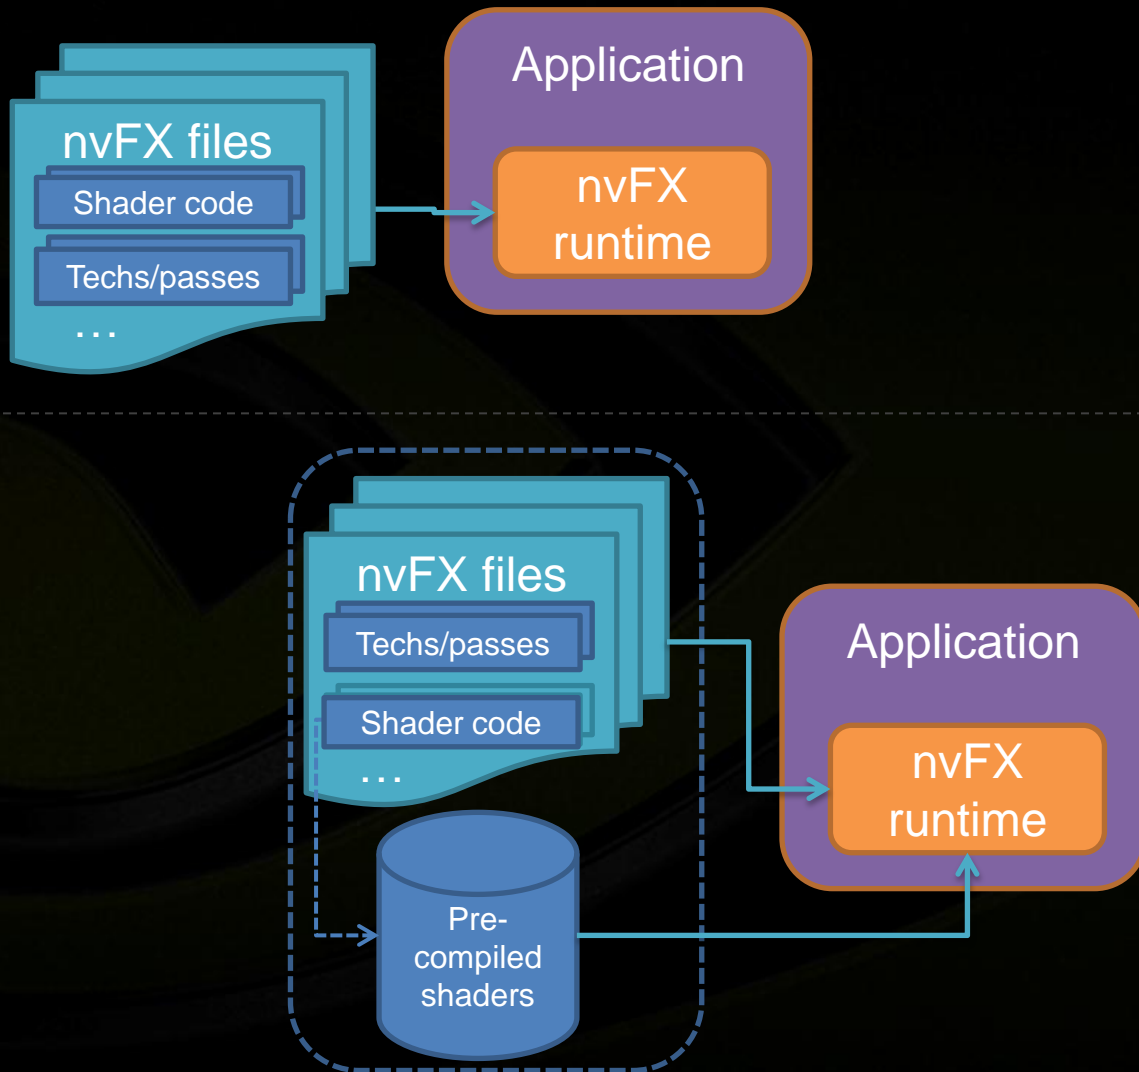 Application
nvFX files
Shader code
Techs/passes
...
nvFX
runtime
nvFX files
Techs/passes
Shader code
...
Application
nvFX
runtime
Pre-
compiled
shaders